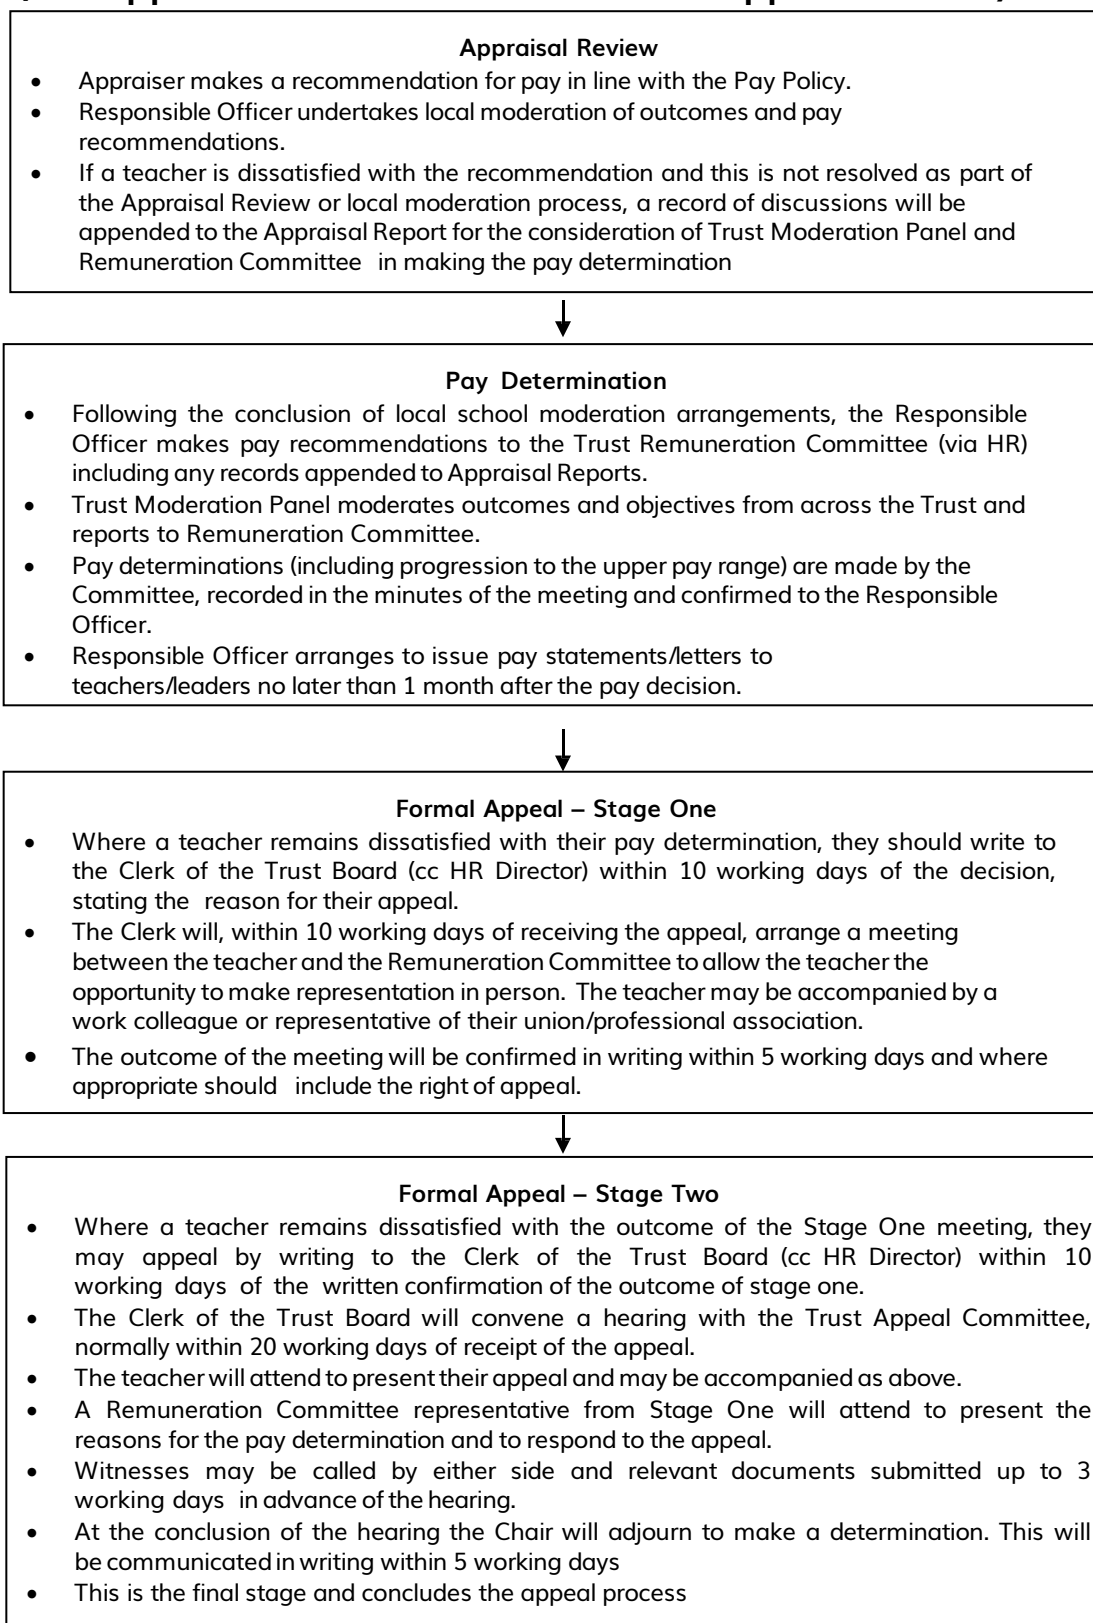 Appraisal Review
• Appraiser makes a recommendation for pay in line with the Pay Policy.
• Responsible Officer undertakes local moderation of outcomes and pay
recommendations.
• If a teacher is dissatisfied with the recommendation and this is not resolved as part of
the Appraisal Review or local moderation process, a record of discussions will be
appended to the Appraisal Report for the consideration of Trust Moderation Panel and
Remuneration Committee in making the pay determination
Pay Determination
• Following the conclusion of local school moderation arrangements, the Responsible
Officer makes pay recommendations to the Trust Remuneration Committee (via HR)
including any records appended to Appraisal Reports.
• Trust Moderation Panel moderates outcomes and objectives from across the Trust and
reports to Remuneration Committee.
• Pay determinations (including progression to the upper pay range) are made by the
Committee, recorded in the minutes of the meeting and confirmed to the Responsible
Officer.
• Responsible Officer arranges to issue pay statements/letters to
teachers/leaders no later than 1 month after the pay decision.
Formal Appeal – Stage One
• Where a teacher remains dissatisfied with their pay determination, they should write to
the Clerk of the Trust Board (cc HR Director) within 10 working days of the decision,
stating the reason for their appeal.
• The Clerk will, within 10 working days of receiving the appeal, arrange a meeting
between the teacher and the Remuneration Committee to allow the teacher the
opportunity to make representation in person. The teacher may be accompanied by a
work colleague or representative of their union/professional association.
• The outcome of the meeting will be confirmed in writing within 5 working days and where
appropriate should include the right of appeal.
Formal Appeal – Stage Two
• Where a teacher remains dissatisfied with the outcome of the Stage One meeting, they
may appeal by writing to the Clerk of the Trust Board (cc HR Director) within 10
working days of the written confirmation of the outcome of stage one.
• The Clerk of the Trust Board will convene a hearing with the Trust Appeal Committee,
normally within 20 working days of receipt of the appeal.
• The teacher will attend to present their appeal and may be accompanied as above.
• A Remuneration Committee representative from Stage One will attend to present the
reasons for the pay determination and to respond to the appeal.
• Witnesses may be called by either side and relevant documents submitted up to 3
working days in advance of the hearing.
• At the conclusion of the hearing the Chair will adjourn to make a determination. This will
be communicated in writing within 5 working days
• This is the final stage and concludes the appeal process